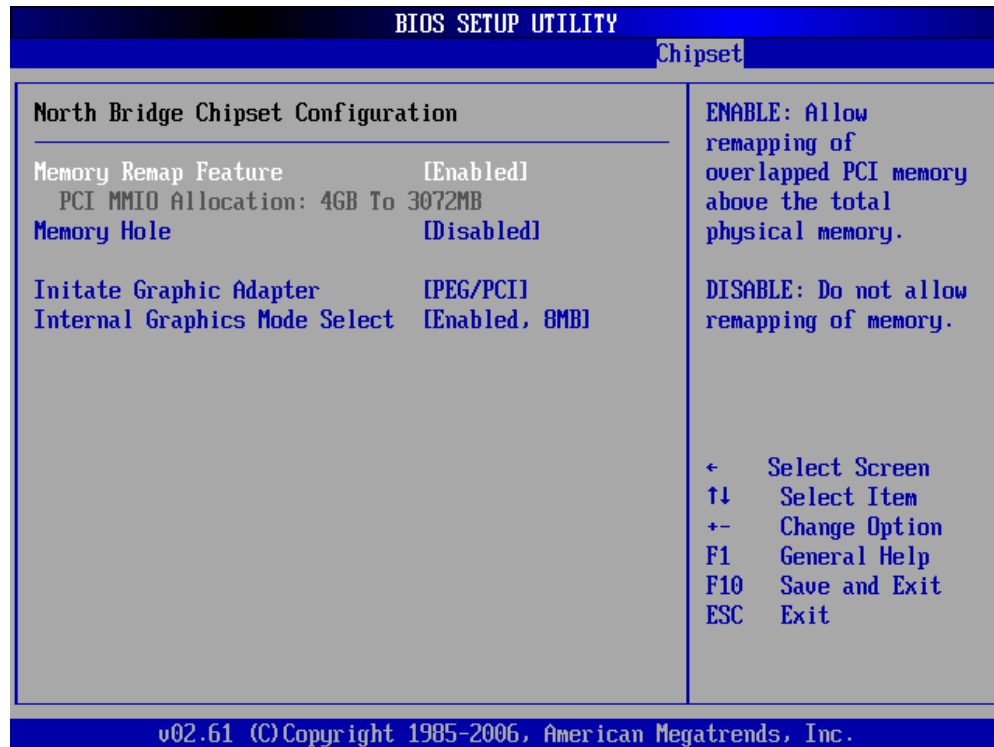 BIOS SETUP UTILITY
Chipset
North Bridge Chipset Configuration
Memory Remap Feature [Enabled]
PCI MMIO Allocation: 4GB To 3072MB
Memory Hole [Disabled]
Initate Graphic Adapter [PEG/PCI]
Internal Graphics Mode Select [Enabled, 8MB]
ENABLE: Allow
remapping of
overlapped PCI memory
above the total
physical memory.
DISABLE: Do not allow
remapping of memory.
← Select Screen
↑↓ Select Item
+- Change Option
F1 General Help
F10 Save and Exit
ESC Exit
v02.61 (C)Copyright 1985-2006, American Megatrends, Inc.